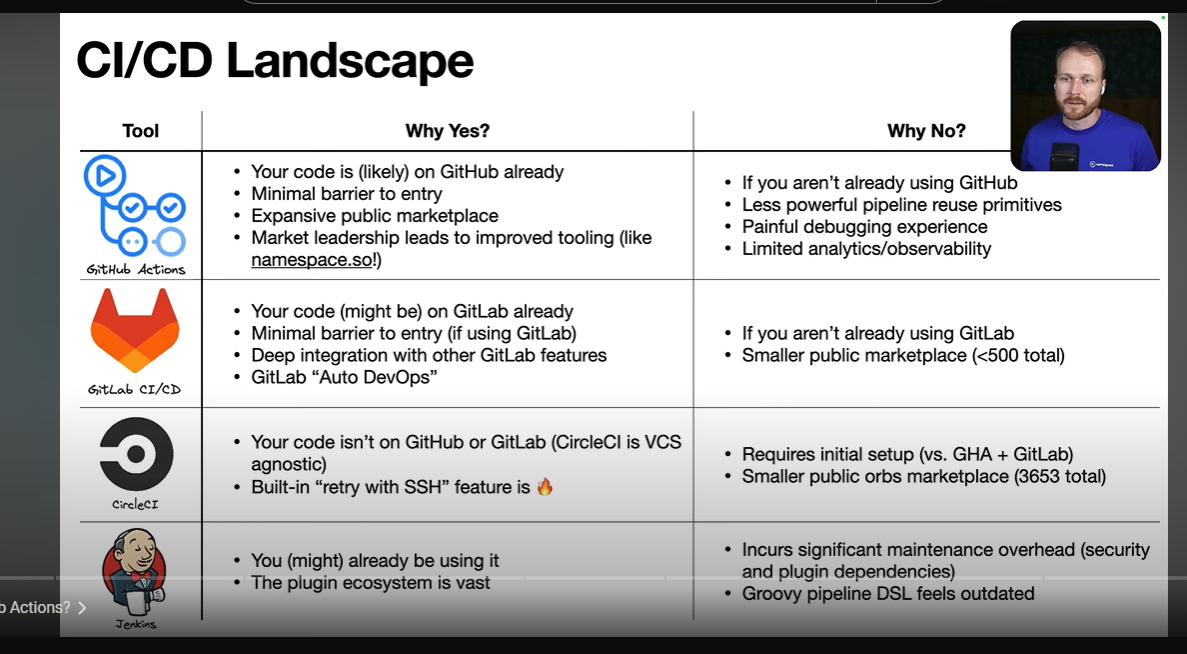 CI/CD Landscape
Tool
Why Yes?
Why No?
GitHub Actions
• Your code is (likely) on GitHub already
• Minimal barrier to entry
• Expansive public marketplace
• Market leadership leads to improved tooling (like
namespace.so!)
• If you aren’t already using GitHub
• Less powerful pipeline reuse primitives
• Painful debugging experience
• Limited analytics/observability
GitLab CI/CD
• Your code (might be) on GitLab already
• Minimal barrier to entry (if using GitLab)
• Deep integration with other GitLab features
• GitLab “Auto DevOps”
• If you aren’t already using GitLab
• Smaller public marketplace (<500 total)
CircleCI
• Your code isn’t on GitHub or GitLab (CircleCI is VCS
agnostic)
• Built-in “retry with SSH” feature is 🔥
• Requires initial setup (vs. GHA + GitLab)
• Smaller public orbs marketplace (3653 total)
Jenkins
• You (might) already be using it
• The plugin ecosystem is vast
• Incurs significant maintenance overhead (security
and plugin dependencies)
• Groovy pipeline DSL feels outdated
b Actions?
namespace